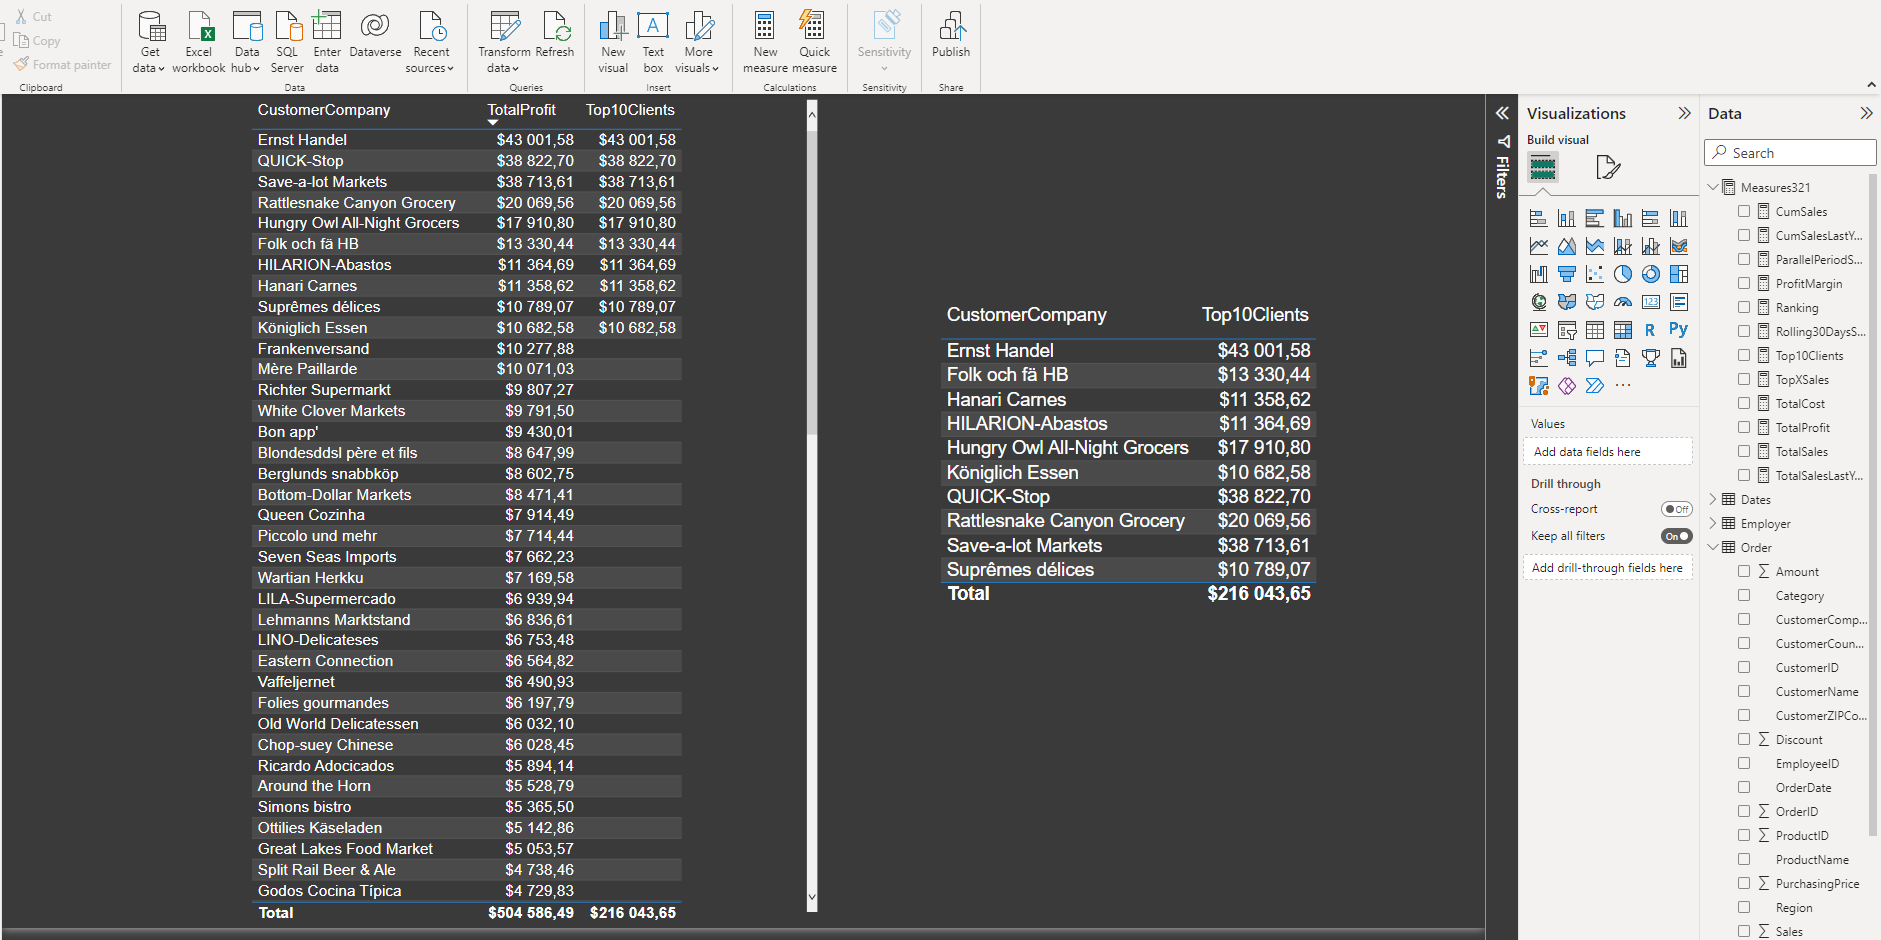 Cut
Copy
Format painter
Clipboard
Get data
Excel workbook
Data hub
SQL Server
Enter data
Dataverse
Recent sources
Data
Transform data
Refresh
Queries
New visual
Text box
More visuals
Insert
New measure
Quick measure
Calculations
Sensitivity
Sensitivity
Publish
Share
CustomerCompany TotalProfit Top10Clients
Ernst Handel $43 001,58 $43 001,58
QUICK-Stop $38 822,70 $38 822,70
Save-a-lot Markets $38 713,61 $38 713,61
Rattlesnake Canyon Grocery $20 069,56 $20 069,56
Hungry Owl All-Night Grocers $17 910,80 $17 910,80
Folk och fä HB $13 330,44 $13 330,44
HILARION-Abastos $11 364,69 $11 364,69
Hanari Carnes $11 358,62 $11 358,62
Suprêmes délices $10 789,07 $10 789,07
Königlich Essen $10 682,58 $10 682,58
Frankenversand $10 277,88
Mère Paillarde $10 071,03
Richter Supermarkt $9 807,27
White Clover Markets $9 791,50
Bon app' $9 430,01
Blondesddsl père et fils $8 647,99
Berglunds snabbköp $8 602,75
Bottom-Dollar Markets $8 471,41
Queen Cozinha $7 914,49
Piccolo und mehr $7 714,44
Seven Seas Imports $7 662,23
Wartian Herkku $7 169,58
LILA-Supermercado $6 939,94
Lehmanns Marktstand $6 836,61
LINO-Delicateses $6 753,48
Eastern Connection $6 564,82
Vaffeljernet $6 490,93
Folies gourmandes $6 197,79
Old World Delicatessen $6 032,10
Chop-suey Chinese $6 028,45
Ricardo Adocicados $5 894,14
Around the Horn $5 528,79
Simons bistro $5 365,50
Ottilies Käseladen $5 142,86
Great Lakes Food Market $5 053,57
Split Rail Beer & Ale $4 738,46
Godos Cocina Típica $4 729,83
Total $504 586,49 $216 043,65
CustomerCompany Top10Clients
Ernst Handel $43 001,58
Folk och fä HB $13 330,44
Hanari Carnes $11 358,62
HILARION-Abastos $11 364,69
Hungry Owl All-Night Grocers $17 910,80
Königlich Essen $10 682,58
QUICK-Stop $38 822,70
Rattlesnake Canyon Grocery $20 069,56
Save-a-lot Markets $38 713,61
Suprêmes délices $10 789,07
Total $216 043,65
Filters
Visualizations
Build visual
123
R
Py
Values
Add data fields here
Drill through
Cross-report Off
Keep all filters On
Add drill-through fields here
Data
Search
Measures321
CumSales
CumSalesLastY...
ParallelPeriodS...
ProfitMargin
Ranking
Rolling30DaysS...
Top10Clients
TopXSales
TotalCost
TotalProfit
TotalSales
TotalSalesLastY...
Dates
Employer
Order
Amount
Category
CustomerComp...
CustomerCoun...
CustomerID
CustomerName
CustomerZIPCo...
Discount
EmployeeID
OrderDate
OrderID
ProductID
ProductName
PurchasingPrice
Region
Sales